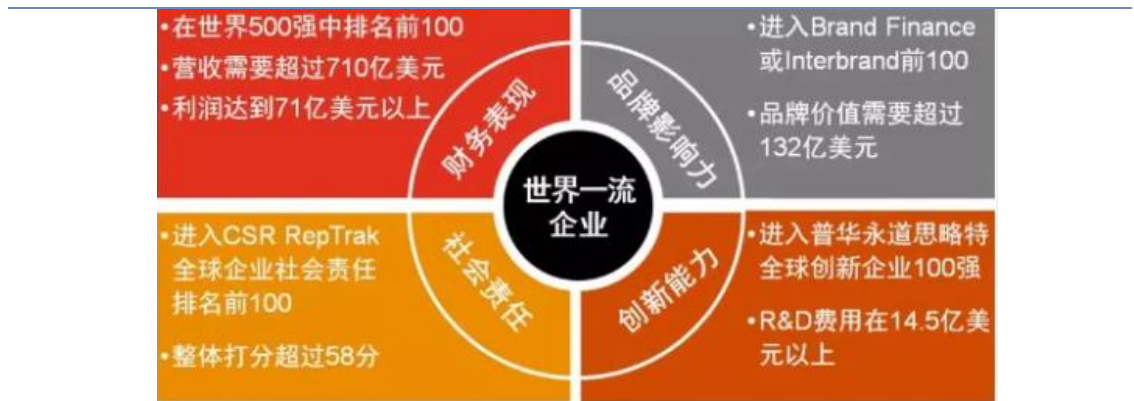 •在世界500强中排名前100
•营收需要超过710亿美元
•利润达到71亿美元以上
财务表现
•进入Brand Finance
或Interbrand前100
•品牌价值需要超过
132亿美元
品牌影响力
世界一流
企业
•进入CSR RepTrak
全球企业社会责任
排名前100
•整体打分超过58分
社会责任
•进入普华永道思略特
全球创新企业100强
•R&D费用在14.5亿美
元以上
创新能力